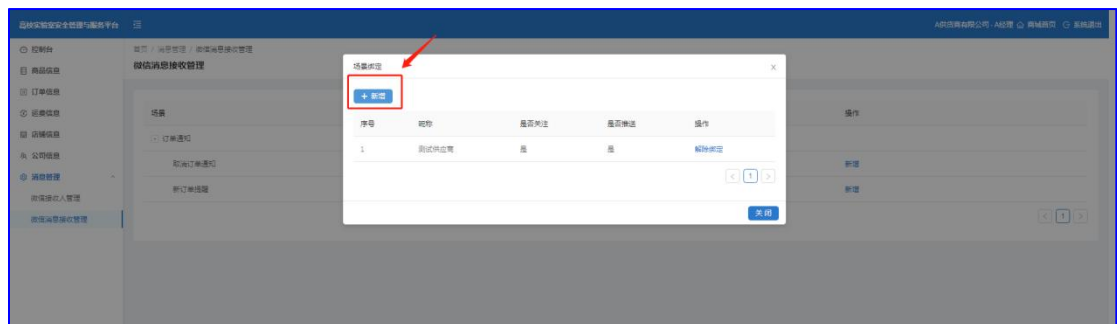 高校实验室安全管理与服务平台
A供货商有限公司-A经理 商城首页 系统退出
控制台
商品信息
订单信息
运费信息
店铺信息
公司信息
消息管理
微信接收人管理
微信消息接收管理
首页 / 消息管理 / 微信消息接收管理
微信消息接收管理
场景 操作
订单通知
取消订单通知 新增
新订单提醒 新增
1
场景绑定
+ 新增
序号 昵称 是否关注 是否推送 操作
1 测试供应商 是 是 解除绑定
1
关闭